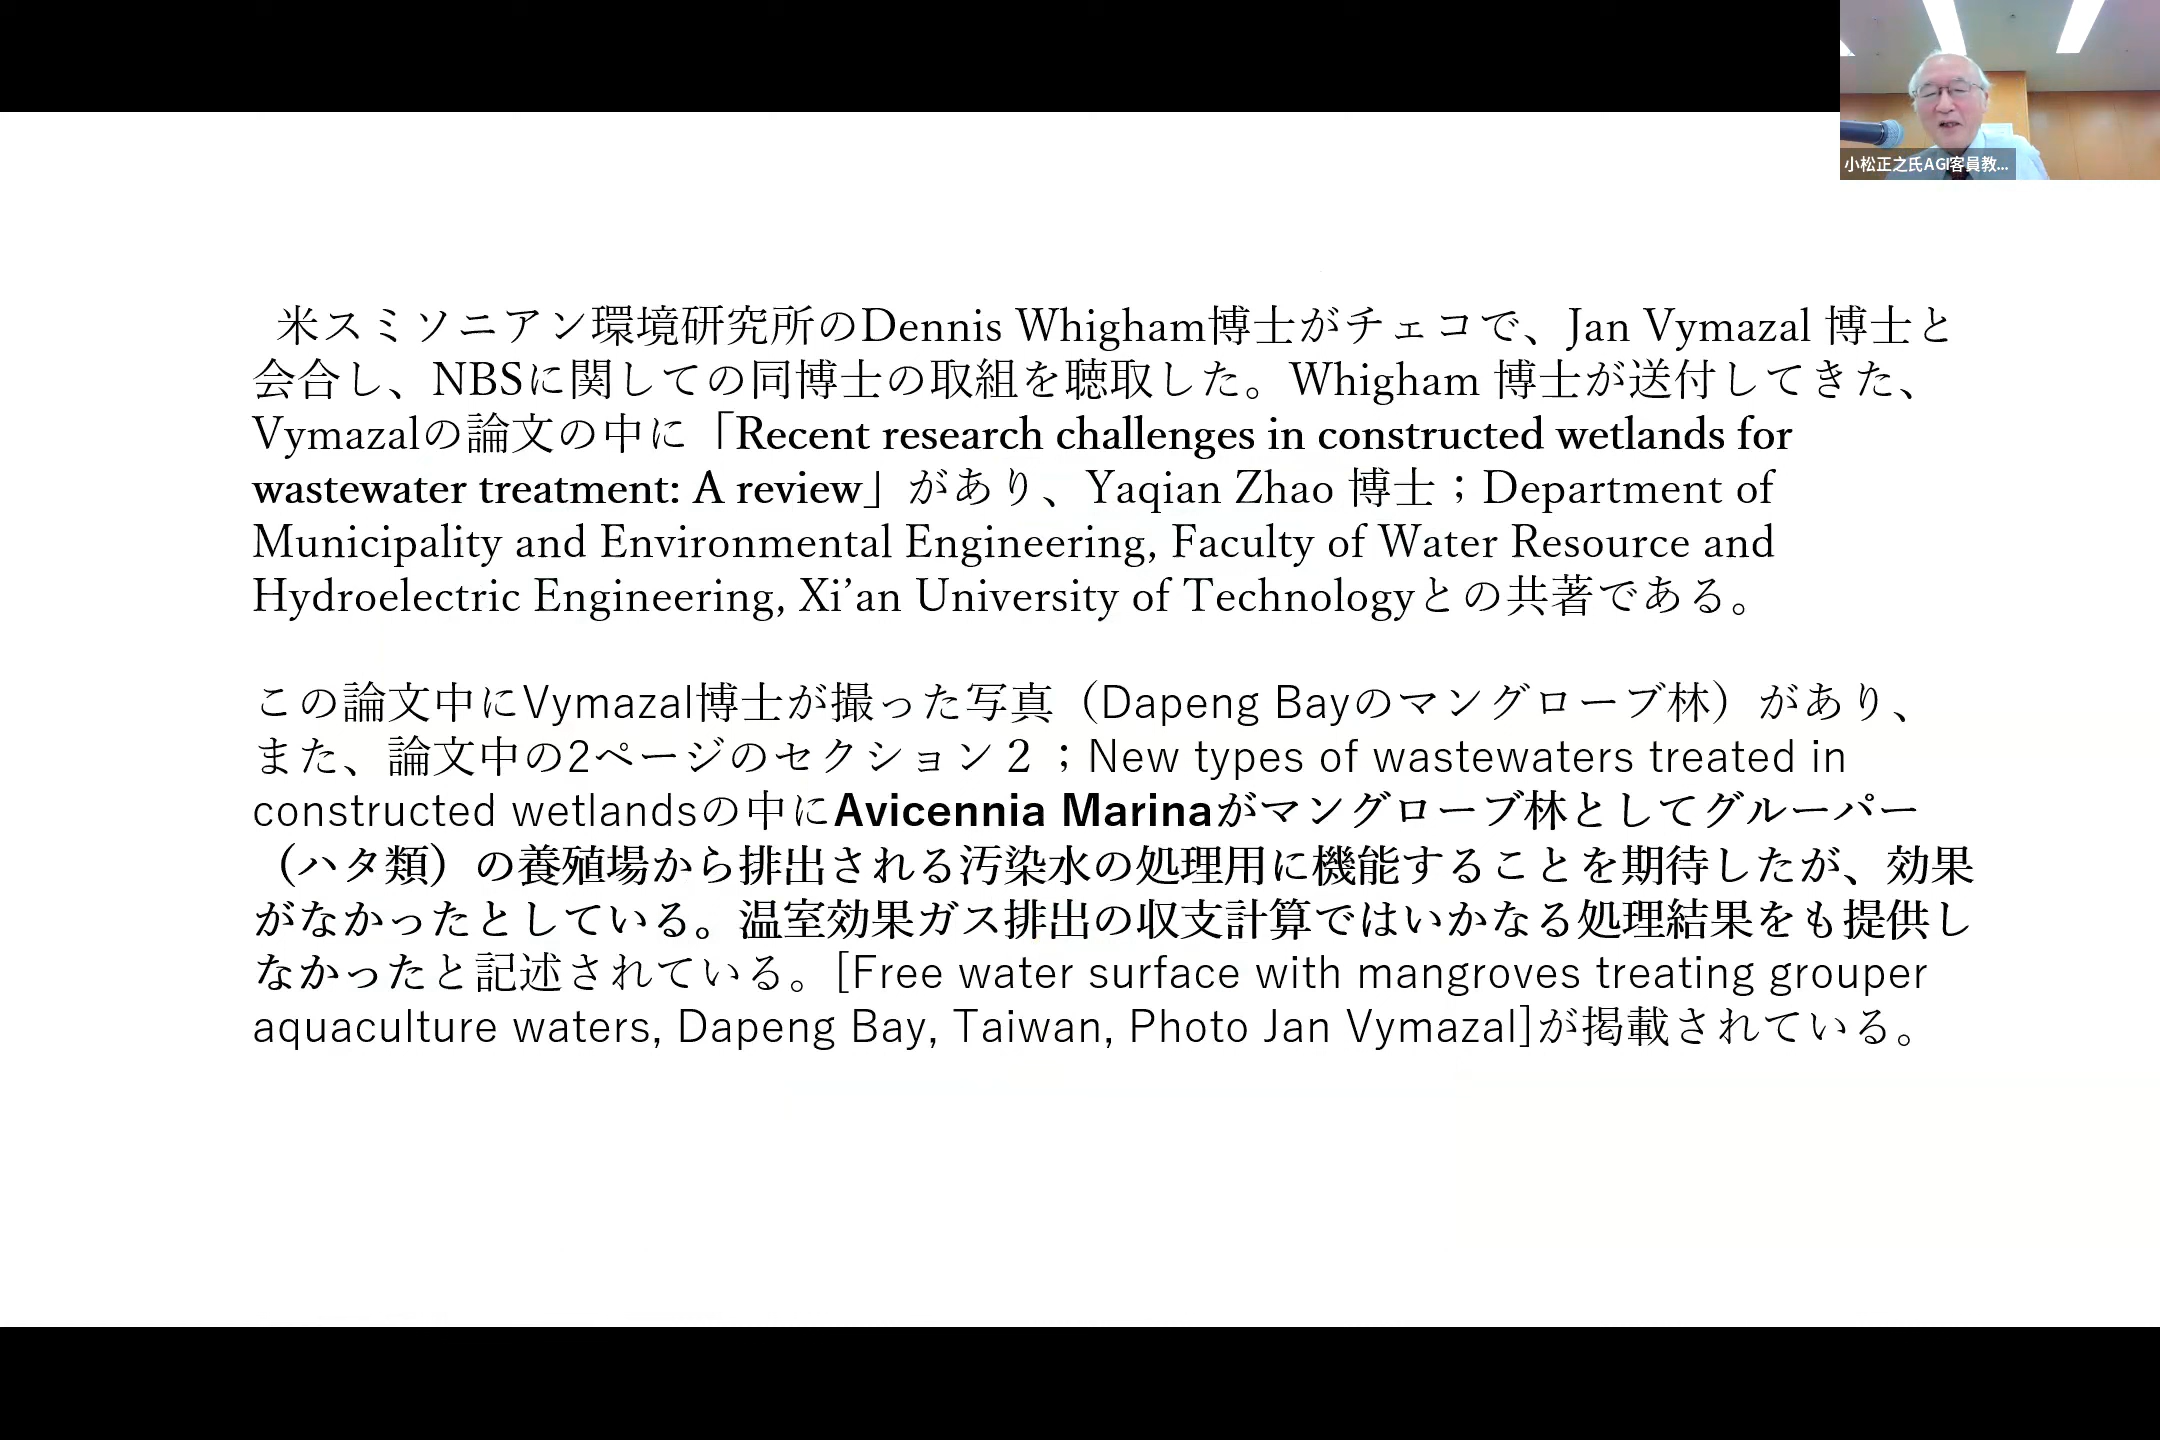 小松正之氏AGI客員教...
米スミソニアン環境研究所のDennis Whigham博士がチェコで、Jan Vymazal 博士と
会合し、NBSに関しての同博士の取組を聴取した。Whigham 博士が送付してきた、
Vymazalの論文の中に「Recent research challenges in constructed wetlands for
wastewater treatment: A review」があり、Yaqian Zhao 博士；Department of
Municipality and Environmental Engineering, Faculty of Water Resource and
Hydroelectric Engineering, Xi’an University of Technologyとの共著である。
この論文中にVymazal博士が撮った写真（Dapeng Bayのマングローブ林）があり、
また、論文中の2ページのセクション２；New types of wastewaters treated in
constructed wetlandsの中にAvicennia Marinaがマングローブ林としてグルーパー
（ハタ類）の養殖場から排出される汚染水の処理用に機能することを期待したが、効果
がなかったとしている。温室効果ガス排出の収支計算ではいかなる処理結果をも提供し
なかったと記述されている。[Free water surface with mangroves treating grouper
aquaculture waters, Dapeng Bay, Taiwan, Photo Jan Vymazal]が掲載されている。